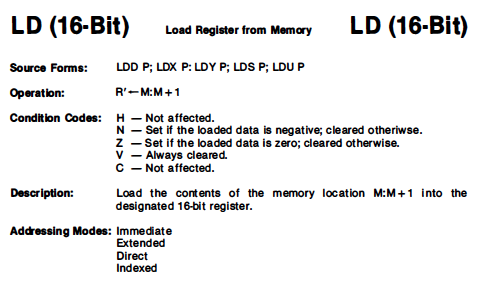 LD (16-Bit) Load Register from Memory LD (16-Bit)
Source Forms: LDD P; LDX P: LDY P; LDS P; LDU P
Operation: R′←M:M+1
Condition Codes: H — Not affected.
N — Set if the loaded data is negative; cleared otheriwse.
Z — Set if the loaded data is zero; cleared otherwise.
V — Always cleared.
C — Not affected.
Description: Load the contents of the memory location M:M+1 into the
designated 16-bit register.
Addressing Modes: Immediate
Extended
Direct
Indexed